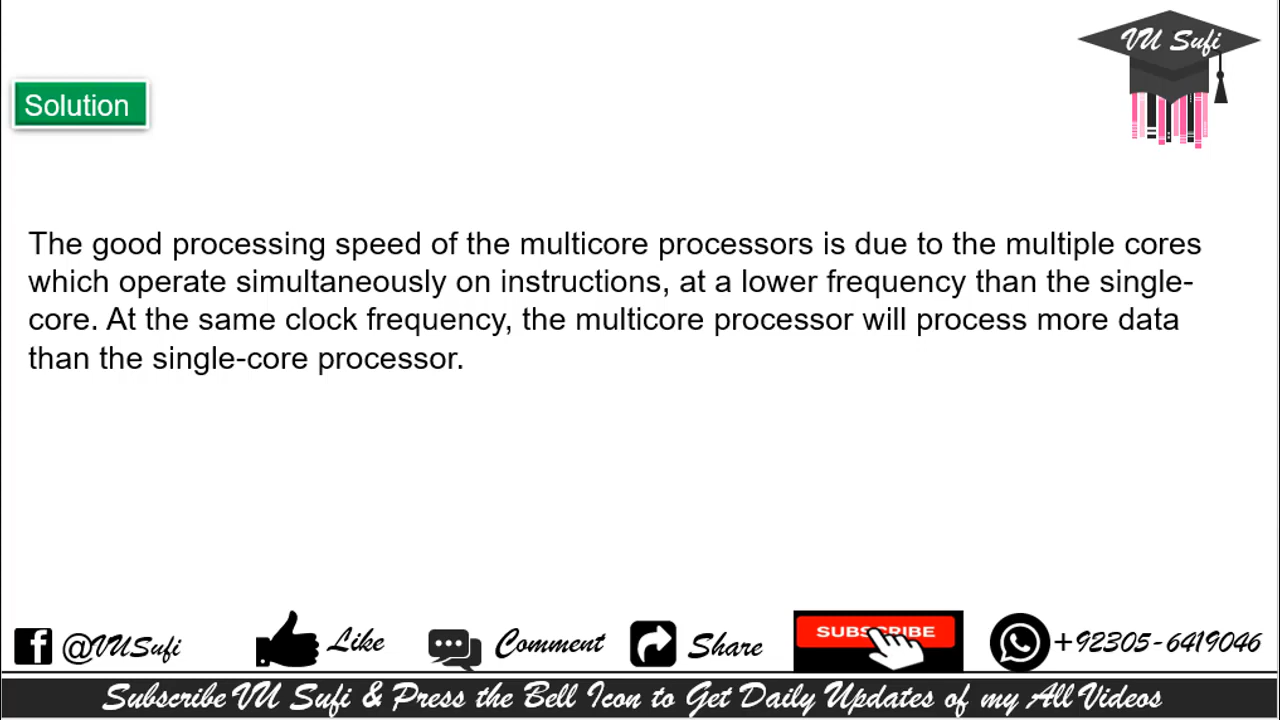 VU Sufi
Solution
The good processing speed of the multicore processors is due to the multiple cores
which operate simultaneously on instructions, at a lower frequency than the single-
core. At the same clock frequency, the multicore processor will process more data
than the single-core processor.
@VUSufi Like Comment Share SUBSCRIBE +92305-6419046
Subscribe VU Sufi & Press the Bell Icon to Get Daily Updates of my All Videos